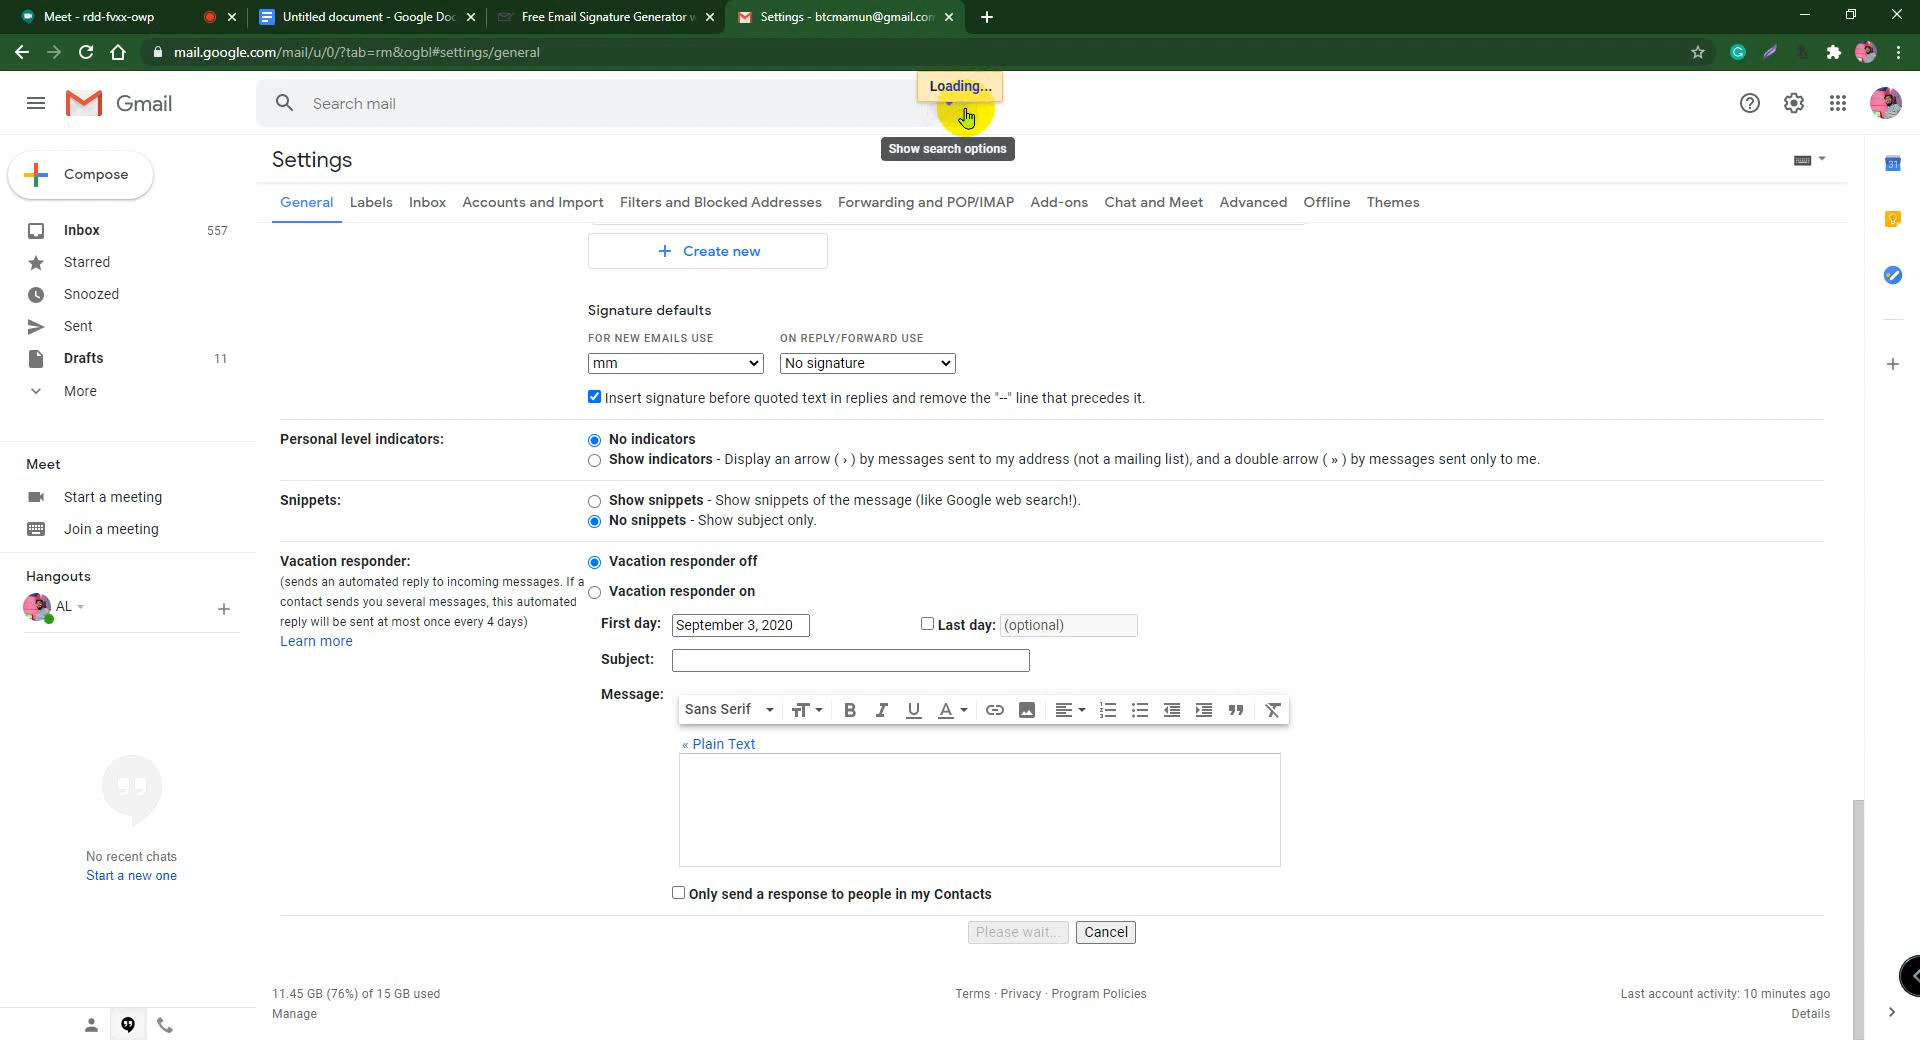 Meet - rdd-fvxx-owp
Untitled document - Google Doc
Free Email Signature Generator w
Settings - btcmamun@gmail.com
mail.google.com/mail/u/0/?tab=rm&ogbl#settings/general
Gmail
Search mail
Loading...
Show search options
Compose
Settings
General Labels Inbox Accounts and Import Filters and Blocked Addresses Forwarding and POP/IMAP Add-ons Chat and Meet Advanced Offline Themes
Inbox 557
Starred
Snoozed
Sent
Drafts 11
More
Meet
Start a meeting
Join a meeting
Hangouts
AL
No recent chats
Start a new one
+ Create new
Signature defaults
FOR NEW EMAILS USE ON REPLY/FORWARD USE
mm No signature
Insert signature before quoted text in replies and remove the "--" line that precedes it.
Personal level indicators: No indicators
Show indicators - Display an arrow ( › ) by messages sent to my address (not a mailing list), and a double arrow ( » ) by messages sent only to me.
Snippets: Show snippets - Show snippets of the message (like Google web search!).
No snippets - Show subject only.
Vacation responder: Vacation responder off
(sends an automated reply to incoming messages. If a
contact sends you several messages, this automated
reply will be sent at most once every 4 days)
Learn more
Vacation responder on
First day: September 3, 2020 Last day: (optional)
Subject:
Message:
Sans Serif
« Plain Text
Only send a response to people in my Contacts
Please wait... Cancel
11.45 GB (76%) of 15 GB used
Manage
Terms · Privacy · Program Policies
Last account activity: 10 minutes ago
Details
31